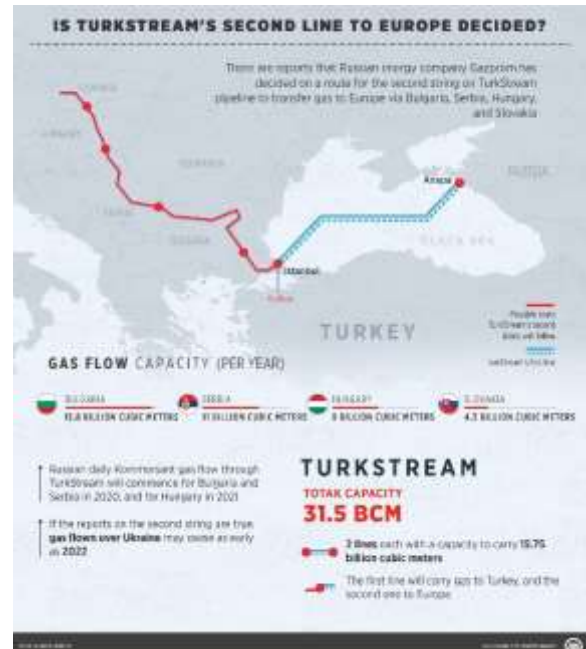 IS TURKSTREAM'S SECOND LINE TO EUROPE DECIDED?
There are reports that Russian energy company Gazprom has
decided on a route for the second string on TurkStream
pipeline to transfer gas to Europe via Bulgaria, Serbia, Hungary,
and Slovakia
RUSSIA
Anapa
BLACK SEA
Istanbul
TURKEY
GAS FLOW CAPACITY (PER YEAR)
BULGARIA
SERBIA
HUNGARY
SLOVAKIA
BILLION CUBIC METERS
11 BILLION CUBIC METERS
BILLION CUBIC METERS
BILLION CUBIC METERS
Russian daily Kommersant gas flow through
TurkStream will commence for Bulgaria and
Serbia in 2020, and for Hungary in 2021
If the reports on the second string are true,
gas flows over Ukraine may cease as early
as 2022
TURKSTREAM
TOTAK CAPACITY
31.5 BCM
2 lines each with a capacity to carry 15.75
billion cubic meters
The first line will carry gas to Turkey, and the
second one to Europe